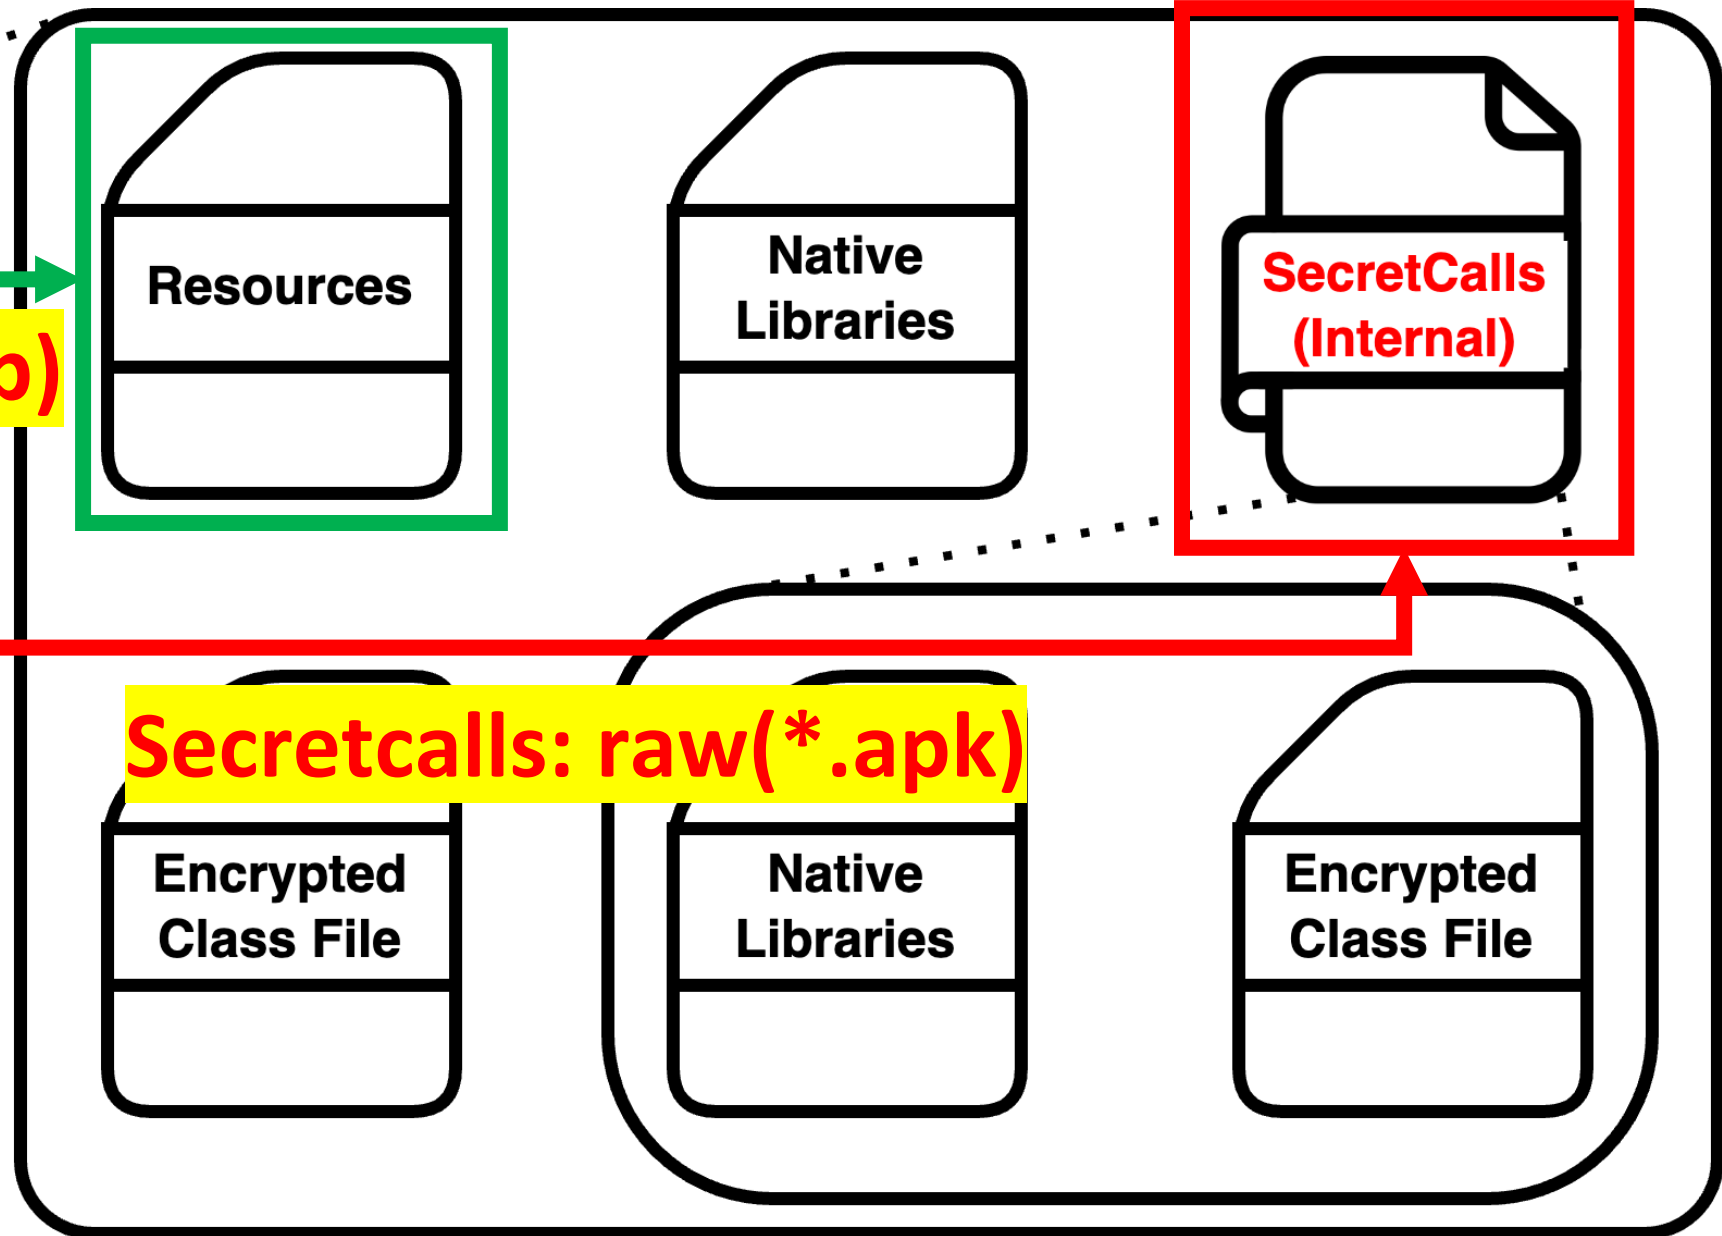 Resources
Native
Libraries
SecretCalls
(Internal)
Secretcalls: raw(*.apk)
Encrypted
Class File
Native
Libraries
Encrypted
Class File